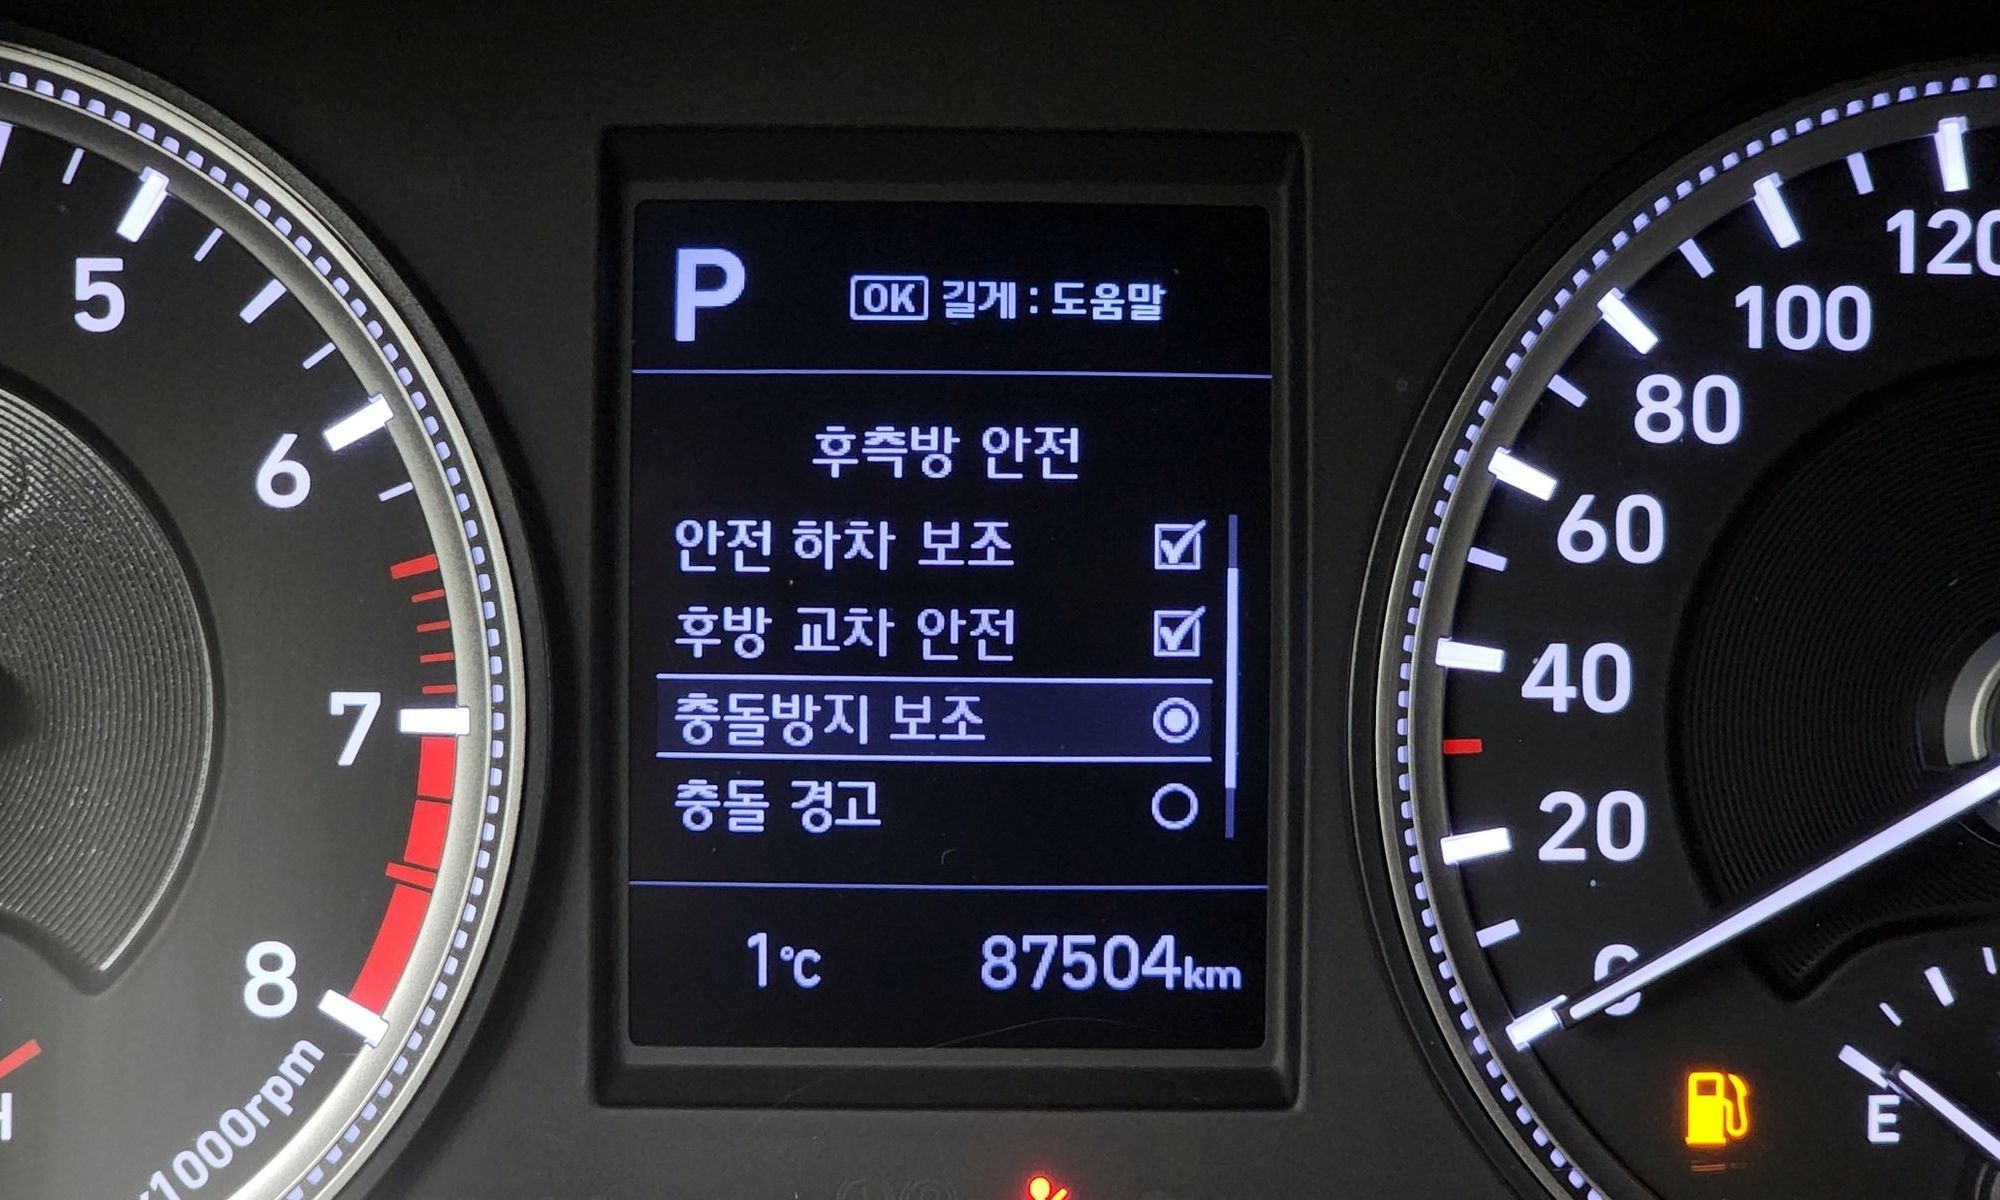 P
OK 길게 : 도움말
후측방 안전
안전 하차 보조
후방 교차 안전
충돌방지 보조
충돌 경고
1℃ 87504km
5
6
7
8
x1000rpm
H
120
100
80
60
40
20
0
E